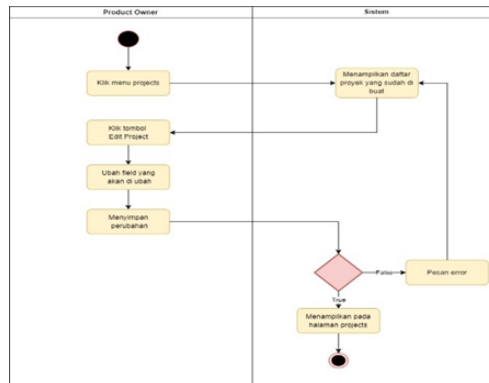 Product Owner
Sistem
Klik menu projects
Menampilkan daftar
proyek yang sudah di
buat
Klik tombol
Edit Project
Ubah field yang
akan di ubah
Menyimpan
perubahan
False
Pesan error
True
Menampilkan pada
halaman projects